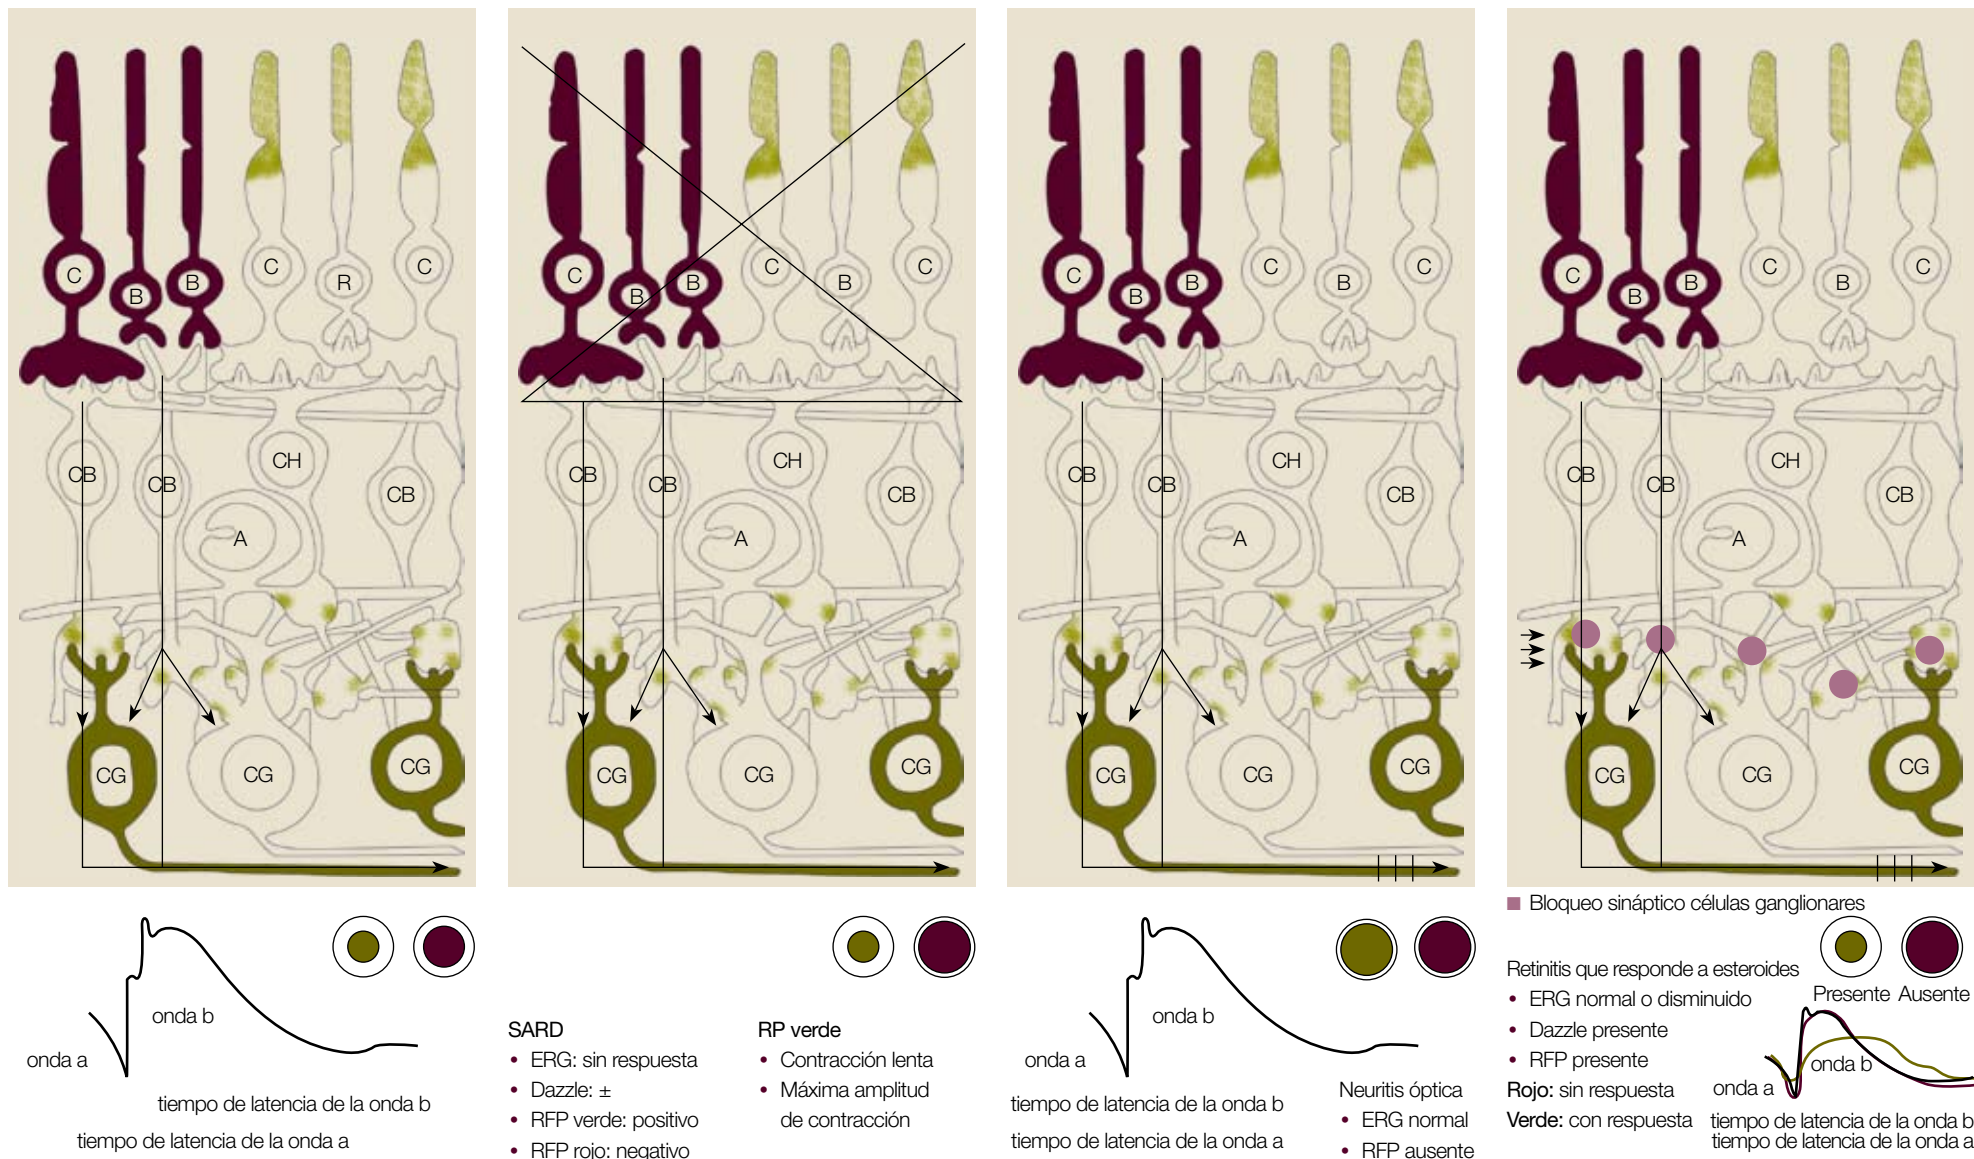 C
B
B
C
R
C
CB
CB
CH
CB
A
CG
CG
CG
onda b
onda a
tiempo de latencia de la onda b
tiempo de latencia de la onda a
C
B
B
C
B
C
CB
CB
CH
CB
A
CG
CG
CG
SARD
• ERG: sin respuesta
• Dazzle: ±
• RFP verde: positivo
• RFP rojo: negativo
RP verde
• Contracción lenta
• Máxima amplitud
de contracción
C
B
B
C
B
C
CB
CB
CH
CB
A
CG
CG
CG
onda b
onda a
tiempo de latencia de la onda b
tiempo de latencia de la onda a
Neuritis óptica
• ERG normal
• RFP ausente
C
B
B
C
B
C
CB
CB
CH
CB
A
CG
CG
CG
Bloqueo sináptico células ganglionares
Retinitis que responde a esteroides
• ERG normal o disminuido
• Dazzle presente
• RFP presente
Rojo: sin respuesta
Verde: con respuesta
Presente Ausente
onda b
onda a
tiempo de latencia de la onda b
tiempo de latencia de la onda a